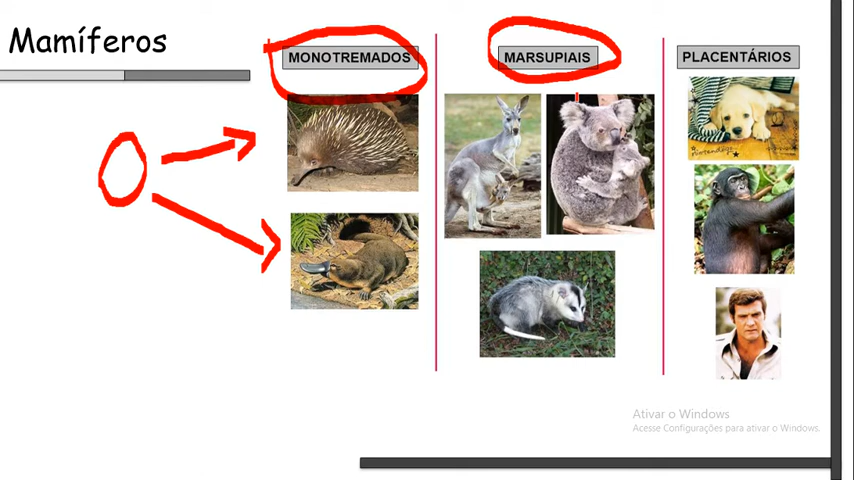 Mamíferos
MONOTREMADOS
MARSUPIAIS
PLACENTÁRIOS
Ativar o Windows
Acesse Configurações para ativar o Windows.